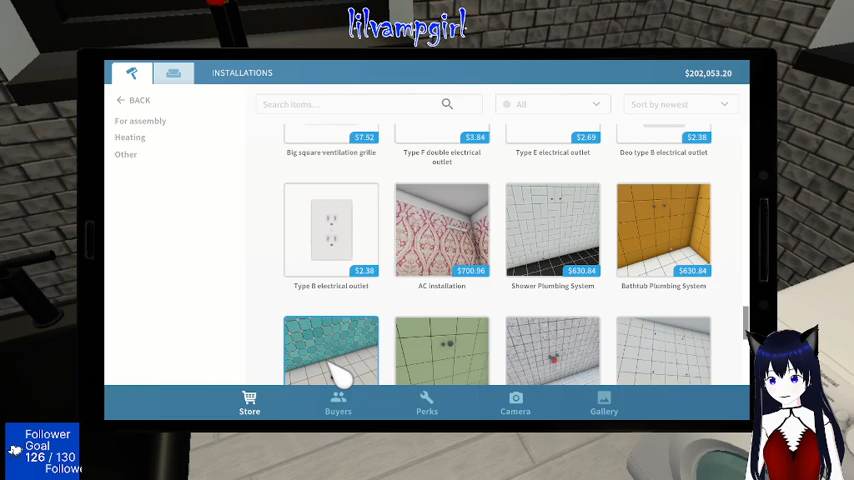 lilvampgirl
INSTALLATIONS
$202,053.20
BACK
Search items...
All
Sort by newest
For assembly
Heating
Other
$7.52
$3.84
$2.69
$2.38
Big square ventilation grille
Type F double electrical
outlet
Type E electrical outlet
Deo type B electrical outlet
$2.38
$700.96
$630.84
$630.84
Type B electrical outlet
AC installation
Shower Plumbing System
Bathtub Plumbing System
Store
Buyers
Perks
Camera
Gallery
Follower
Goal
126 / 130
Followe